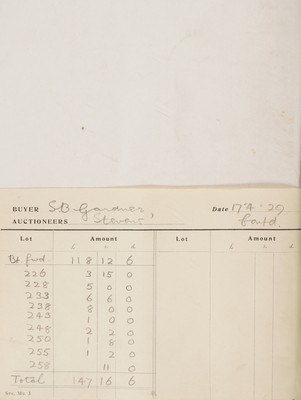 BUYER S B Gardner Date 17·4·29
AUCTIONEERS Stevens' Contd.
Lot Amount Lot Amount
£ s d £ s d
Bt fwd 118 12 6
226 3 15 0
228 5 0 0
233 6 6 0
238 8 0 0
243 1 0 0
248 2 2 0
250 1 8 0
255 1 2 0
258 11 0
Total 147 16 6